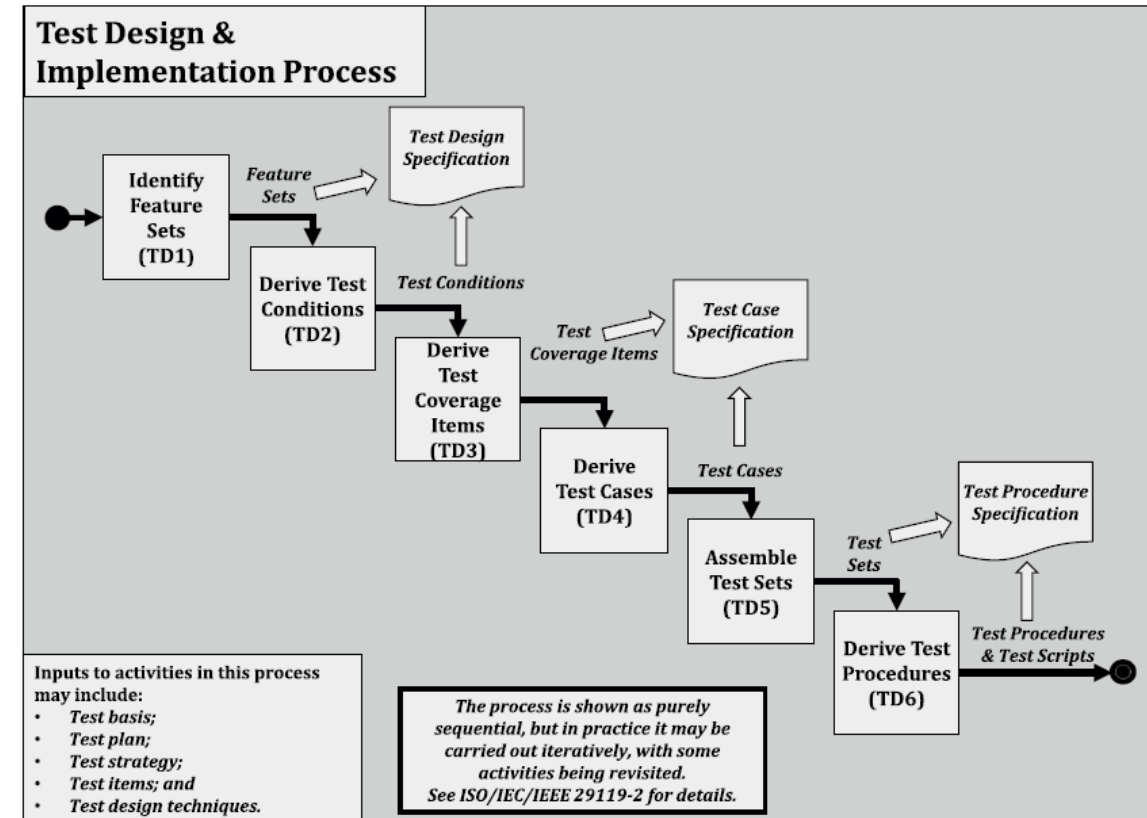 Test Design &
Implementation Process
Test Design
Specification
Identify
Feature
Sets
(TD1)
Feature
Sets
Derive Test
Conditions
(TD2)
Test Conditions
Test Case
Specification
Test
Coverage Items
Derive
Test
Coverage
Items
(TD3)
Derive
Test Cases
(TD4)
Test Cases
Test Procedure
Specification
Assemble
Test Sets
(TD5)
Test
Sets
Derive Test
Procedures
(TD6)
Test Procedures
& Test Scripts
Inputs to activities in this process
may include:
• Test basis;
• Test plan;
• Test strategy;
• Test items; and
• Test design techniques.
The process is shown as purely
sequential, but in practice it may be
carried out iteratively, with some
activities being revisited.
See ISO/IEC/IEEE 29119-2 for details.